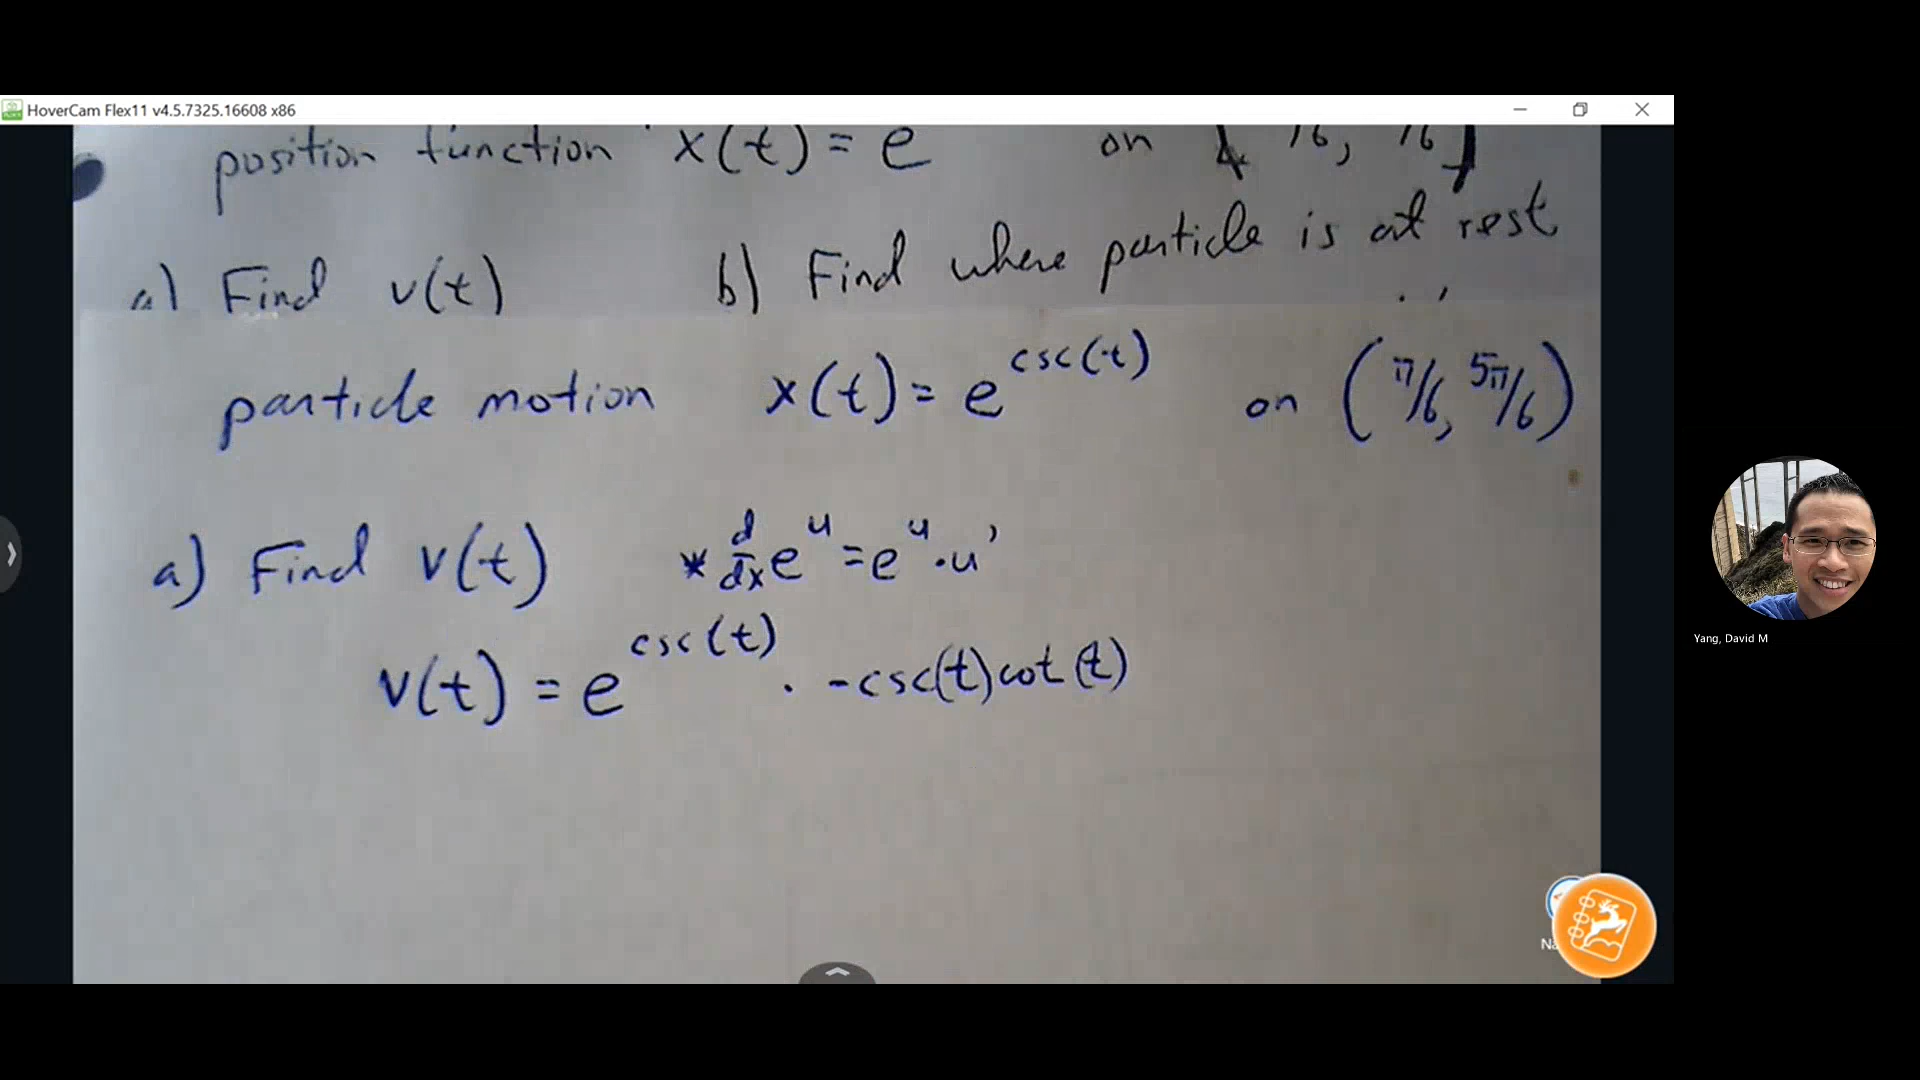 HoverCam Flex11 v4.5.7325.16608 x86
position function x(t) = e on
a) Find v(t) b) Find where particle is at rest
particle motion x(t) = e^csc(t) on (π/6, 5π/6)
a) Find v(t) * d/dx e^u = e^u · u'
v(t) = e^csc(t) · -csc(t)cot(t)
Yang, David M